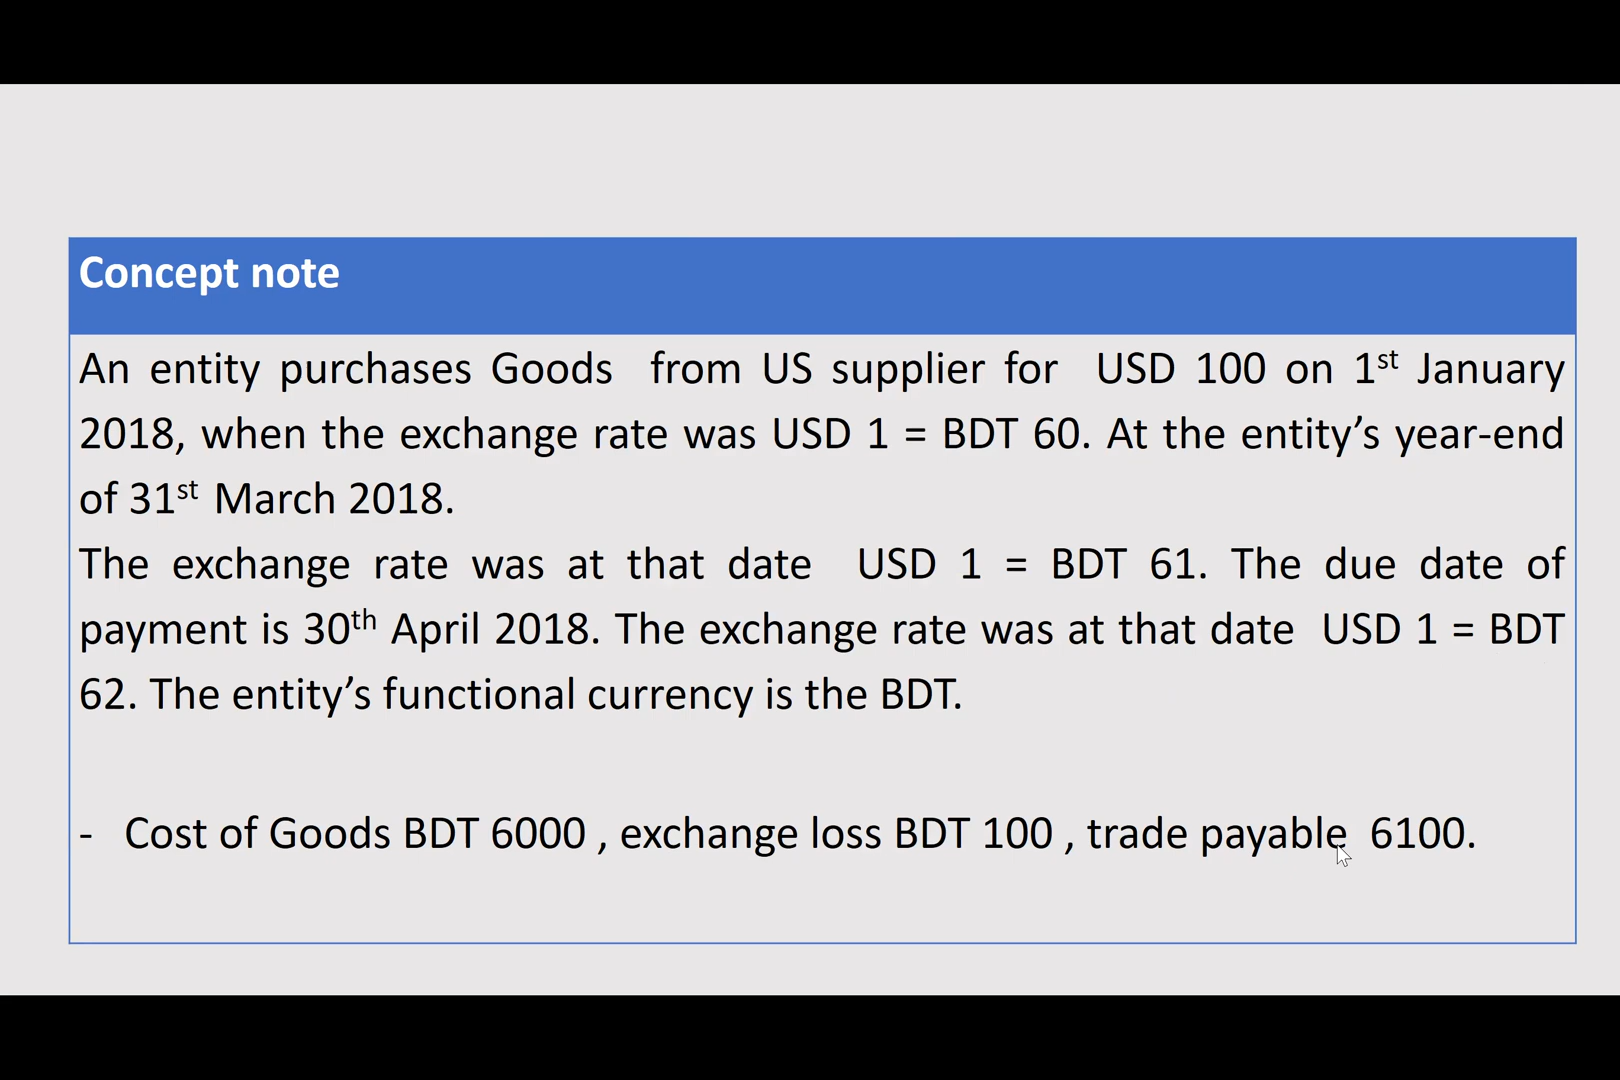 Concept note
An entity purchases Goods from US supplier for USD 100 on 1st January
2018, when the exchange rate was USD 1 = BDT 60. At the entity’s year-end
of 31st March 2018.
The exchange rate was at that date USD 1 = BDT 61. The due date of
payment is 30th April 2018. The exchange rate was at that date USD 1 = BDT
62. The entity’s functional currency is the BDT.
- Cost of Goods BDT 6000 , exchange loss BDT 100 , trade payable 6100.